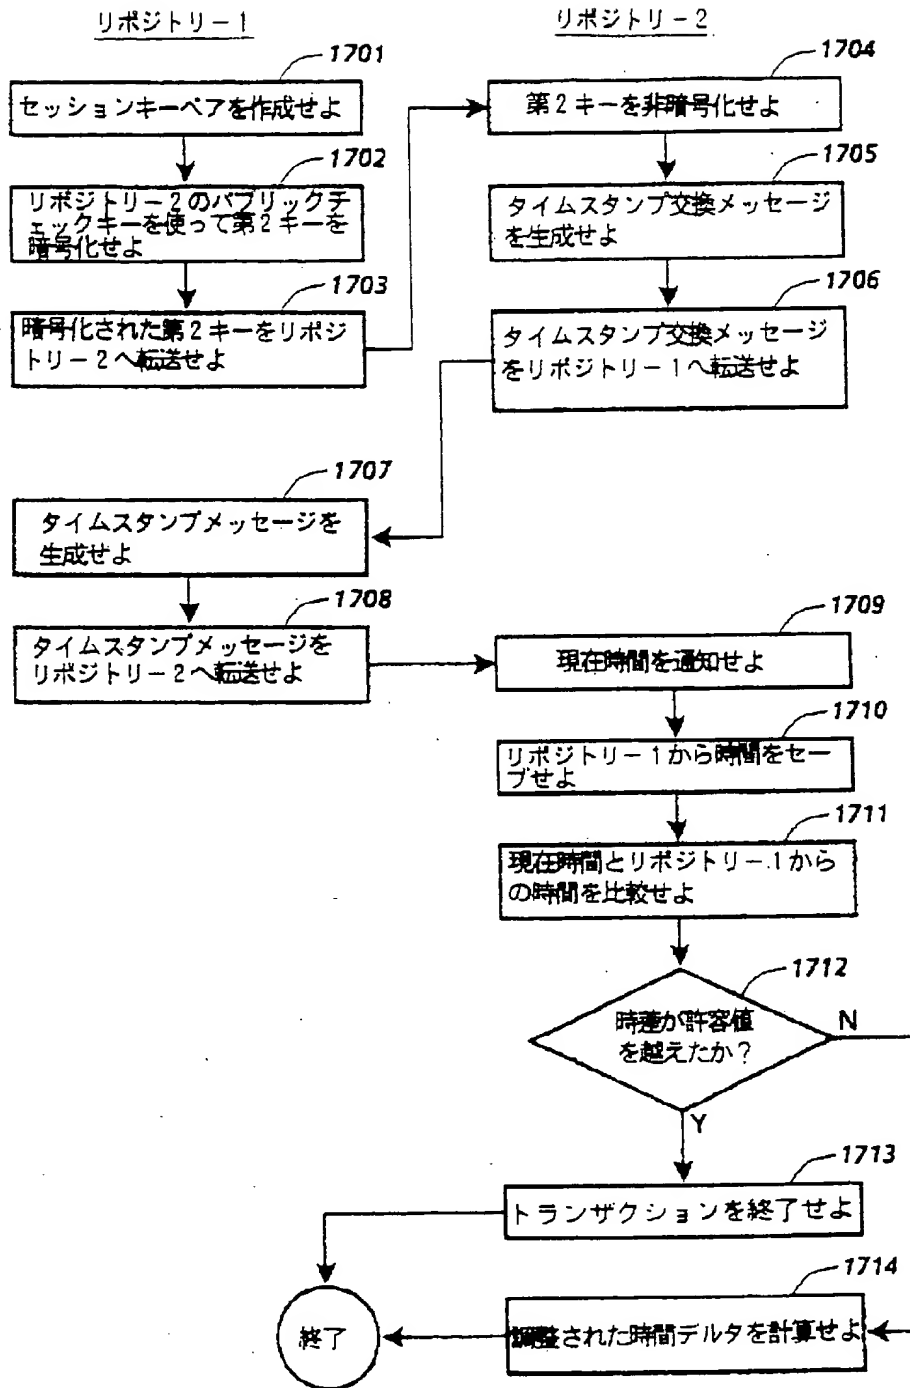 リポジトリー1
リポジトリー2
1701
セッションキーペアを作成せよ
1702
リポジトリー2のパブリックチ
ェックキーを使って第2キーを
暗号化せよ
1703
暗号化された第2キーをリポジ
トリー2へ転送せよ
1704
第2キーを非暗号化せよ
1705
タイムスタンプ交換メッセージ
を生成せよ
1706
タイムスタンプ交換メッセージ
をリポジトリー1へ転送せよ
1707
タイムスタンプメッセージを
生成せよ
1708
タイムスタンプメッセージを
リポジトリー2へ転送せよ
1709
現在時間を通知せよ
1710
リポジトリー1から時間をセー
ブせよ
1711
現在時間とリポジトリー1から
の時間を比較せよ
1712
時差が許容値
を越えたか?
N
Y
1713
トランザクションを終了せよ
1714
調整された時間デルタを計算せよ
終了